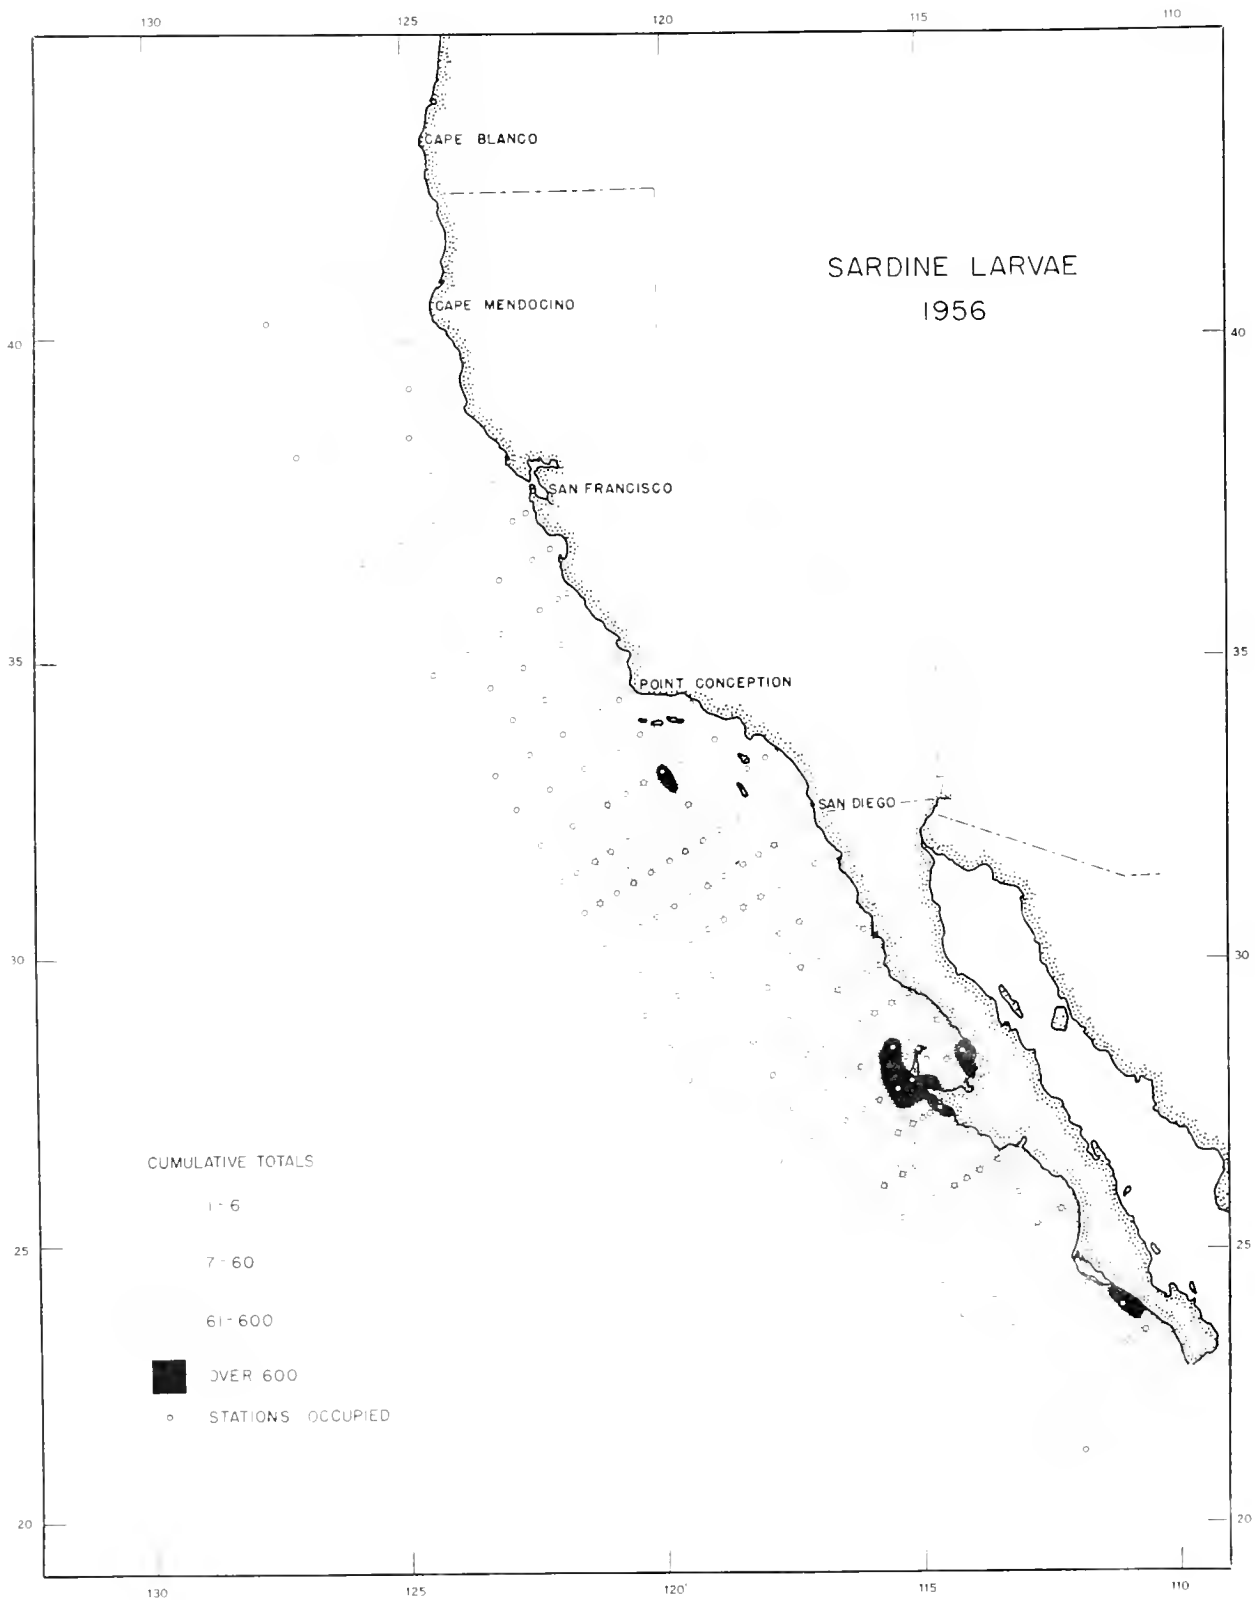 130 125 120 115 110
CAPE BLANCO
SARDINE LARVAE
1956
CAPE MENDOCINO
40 40
SAN FRANCISCO
35 35
POINT CONCEPTION
SAN DIEGO
30 30
CUMULATIVE TOTALS
1-6
25 25
7-60
61-600
OVER 600
STATIONS OCCUPIED
20 20
130 125 120° 115 110